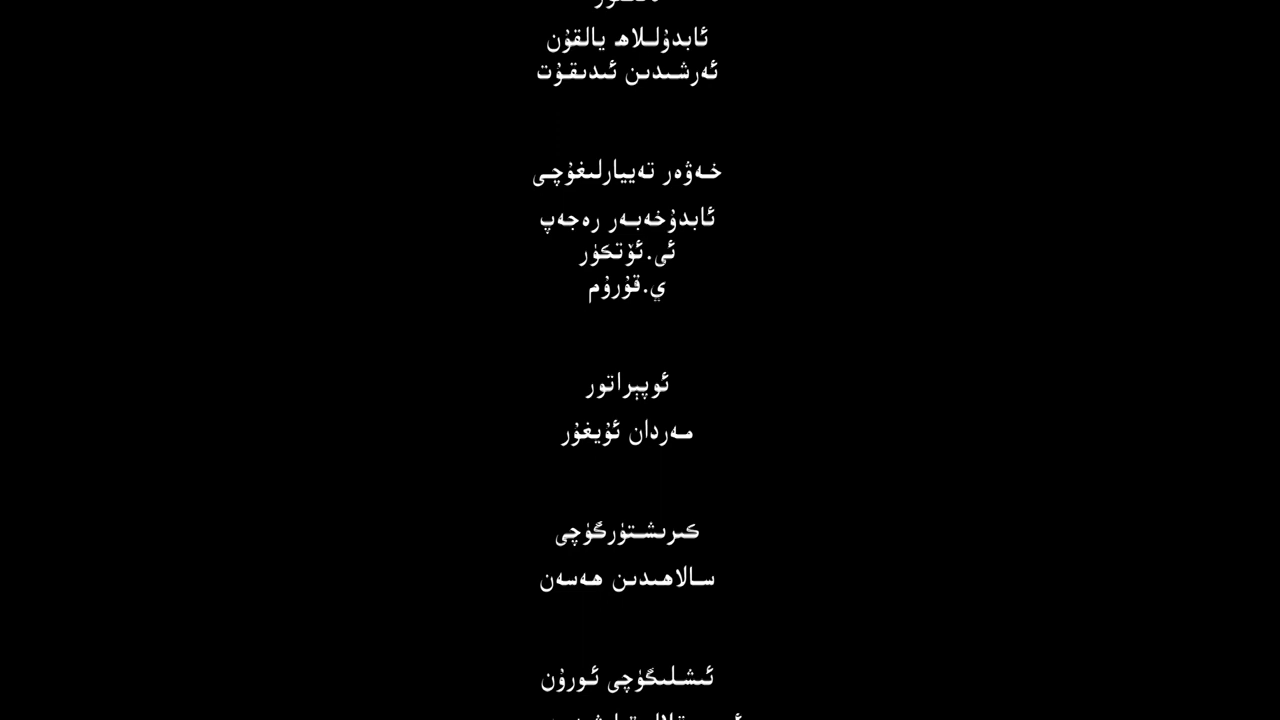 ئابدۇللاھ يالقۇن
ئەرشىدىن ئىدىقۇت
خەۋەر تەييارلىغۇچى
ئابدۇخەبەر رەجەپ
ئى.ئۆتكۈر
ي.قۇرۇم
ئوپېراتور
مەردان ئۇيغۇر
كىرىشتۈرگۈچى
سالاھىدىن ھەسەن
ئىشلىگۈچى ئورۇن